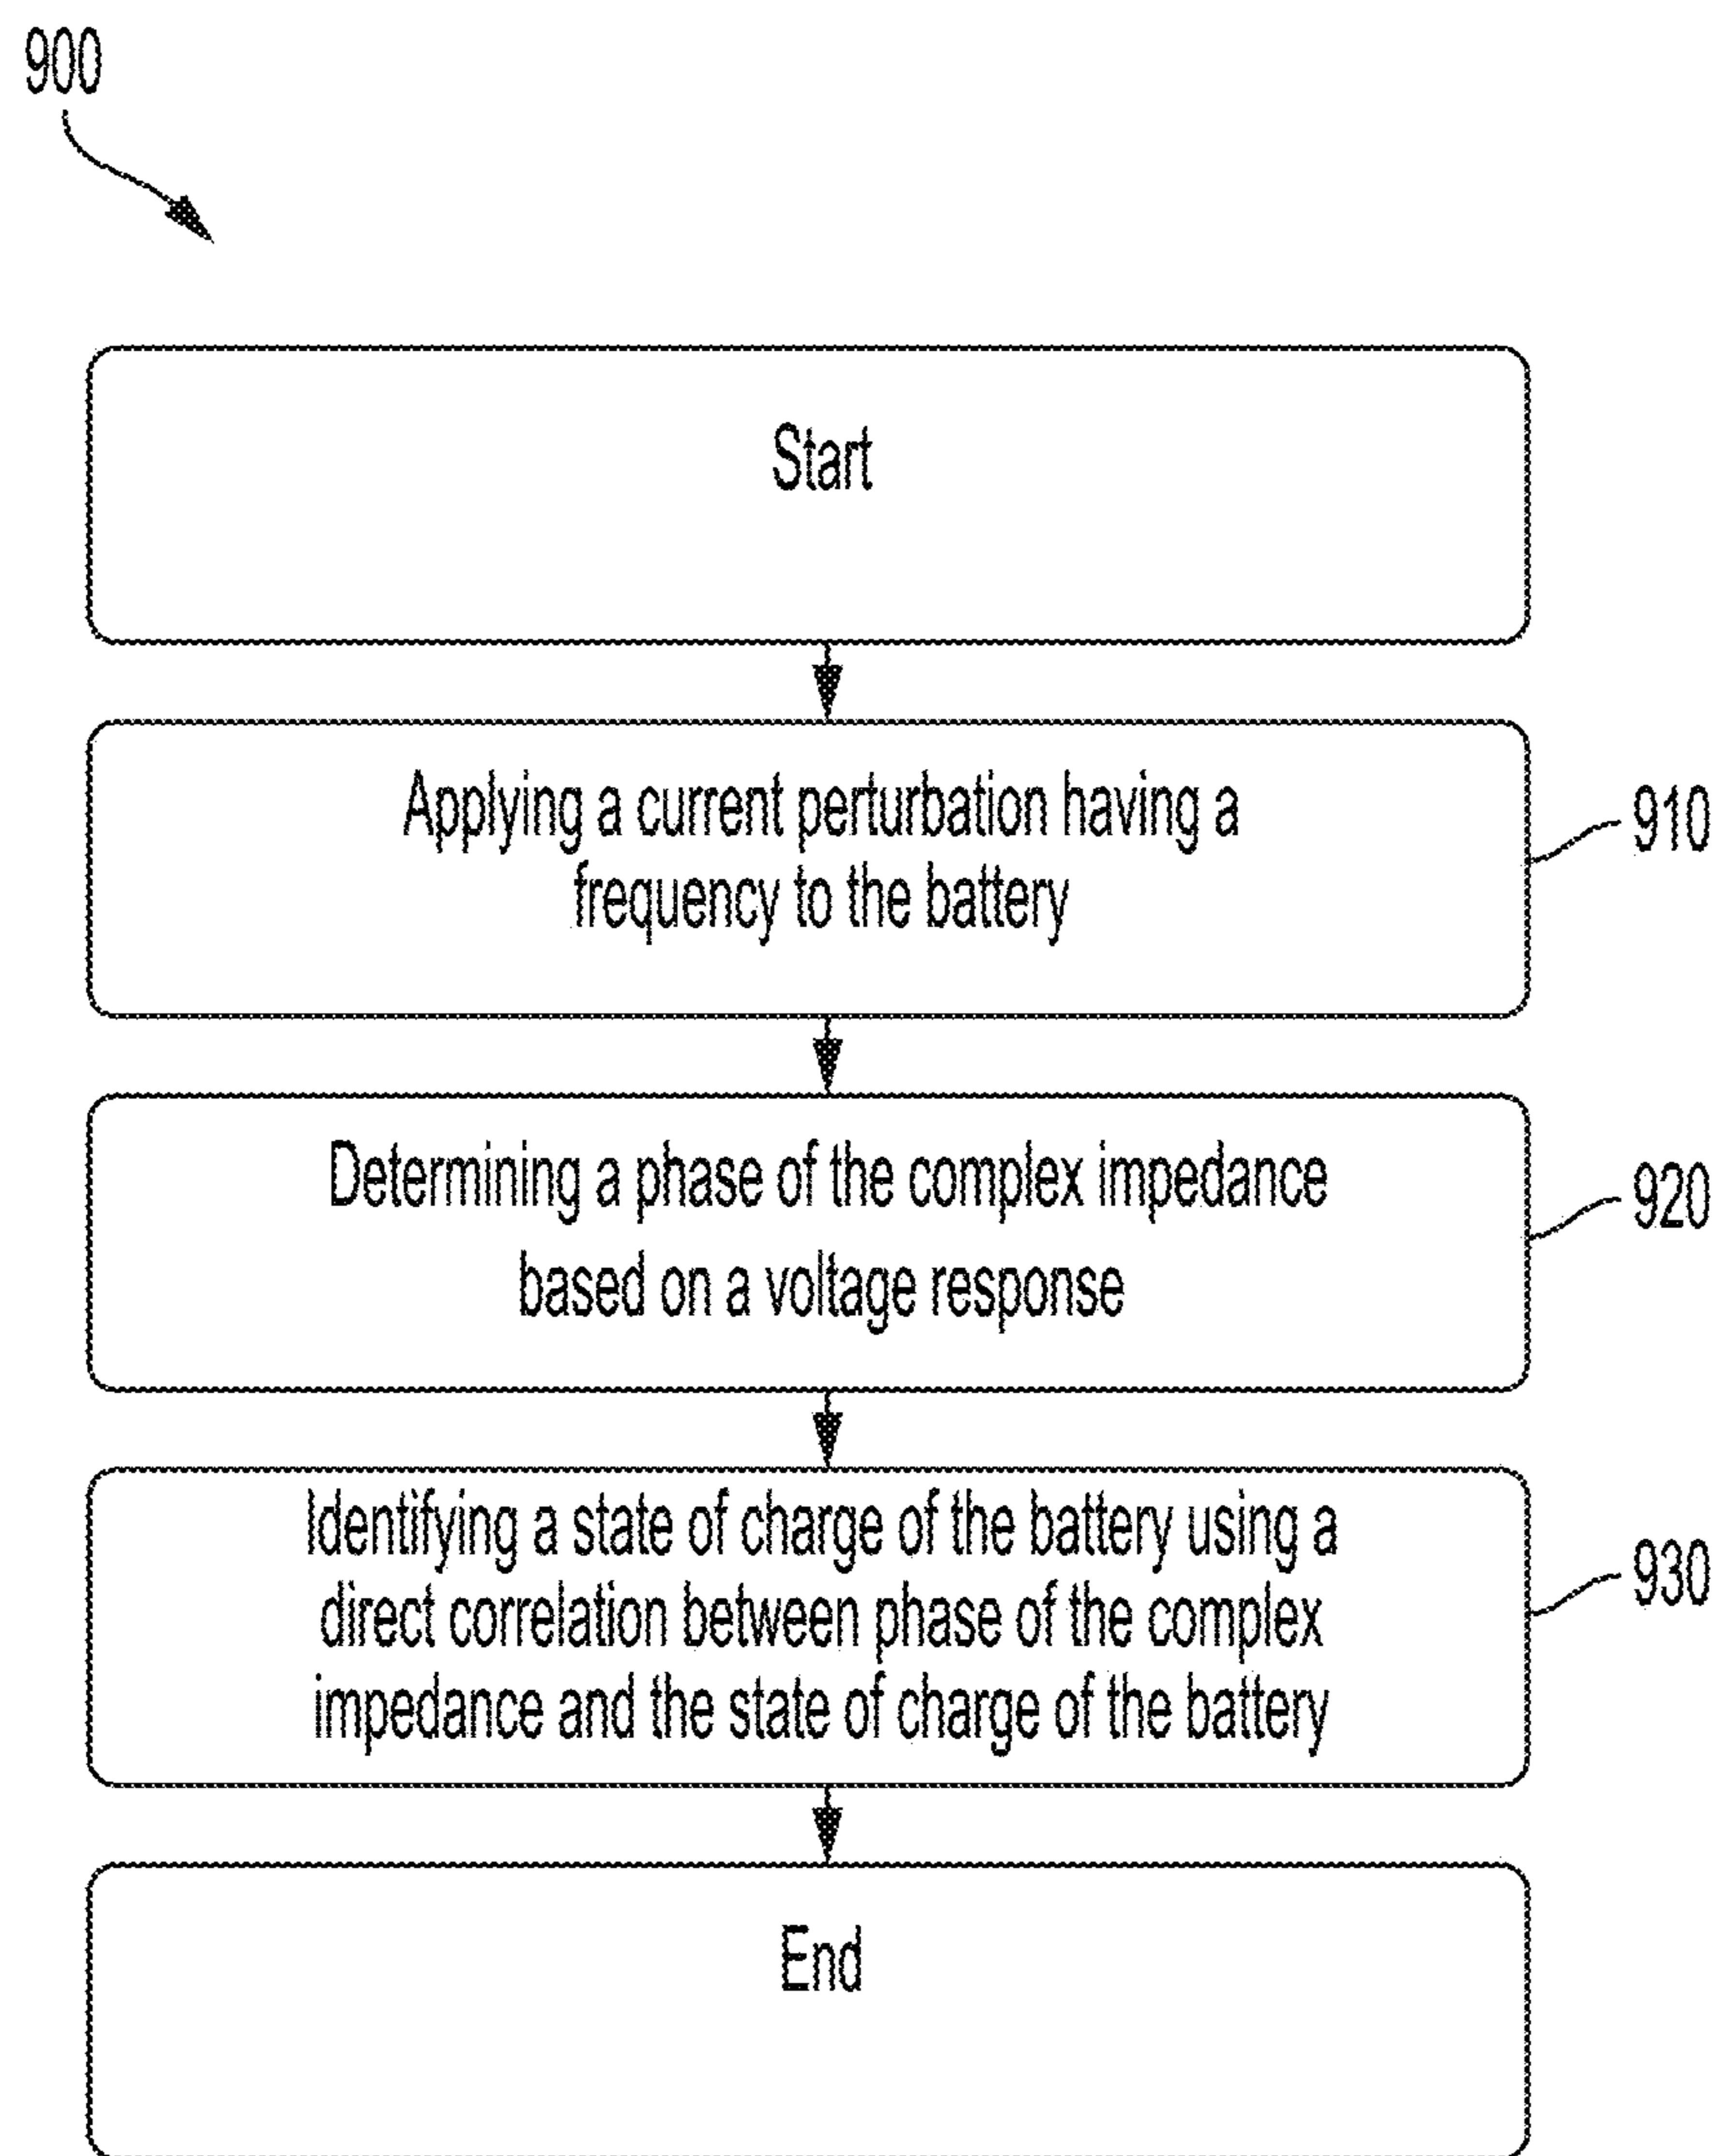 900
Start
Applying a current perturbation having a
frequency to the battery
910
Determining a phase of the complex impedance
based on a voltage response
920
Identifying a state of charge of the battery using a
direct correlation between phase of the complex
impedance and the state of charge of the battery
930
End